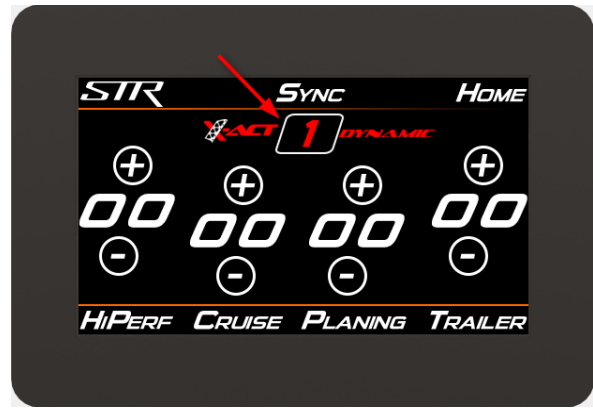 STR SYNC HOME
X-ACT 1 DYNAMIC
+ + + +
00 00 00 00
- - - -
HIPERF CRUISE PLANING TRAILER